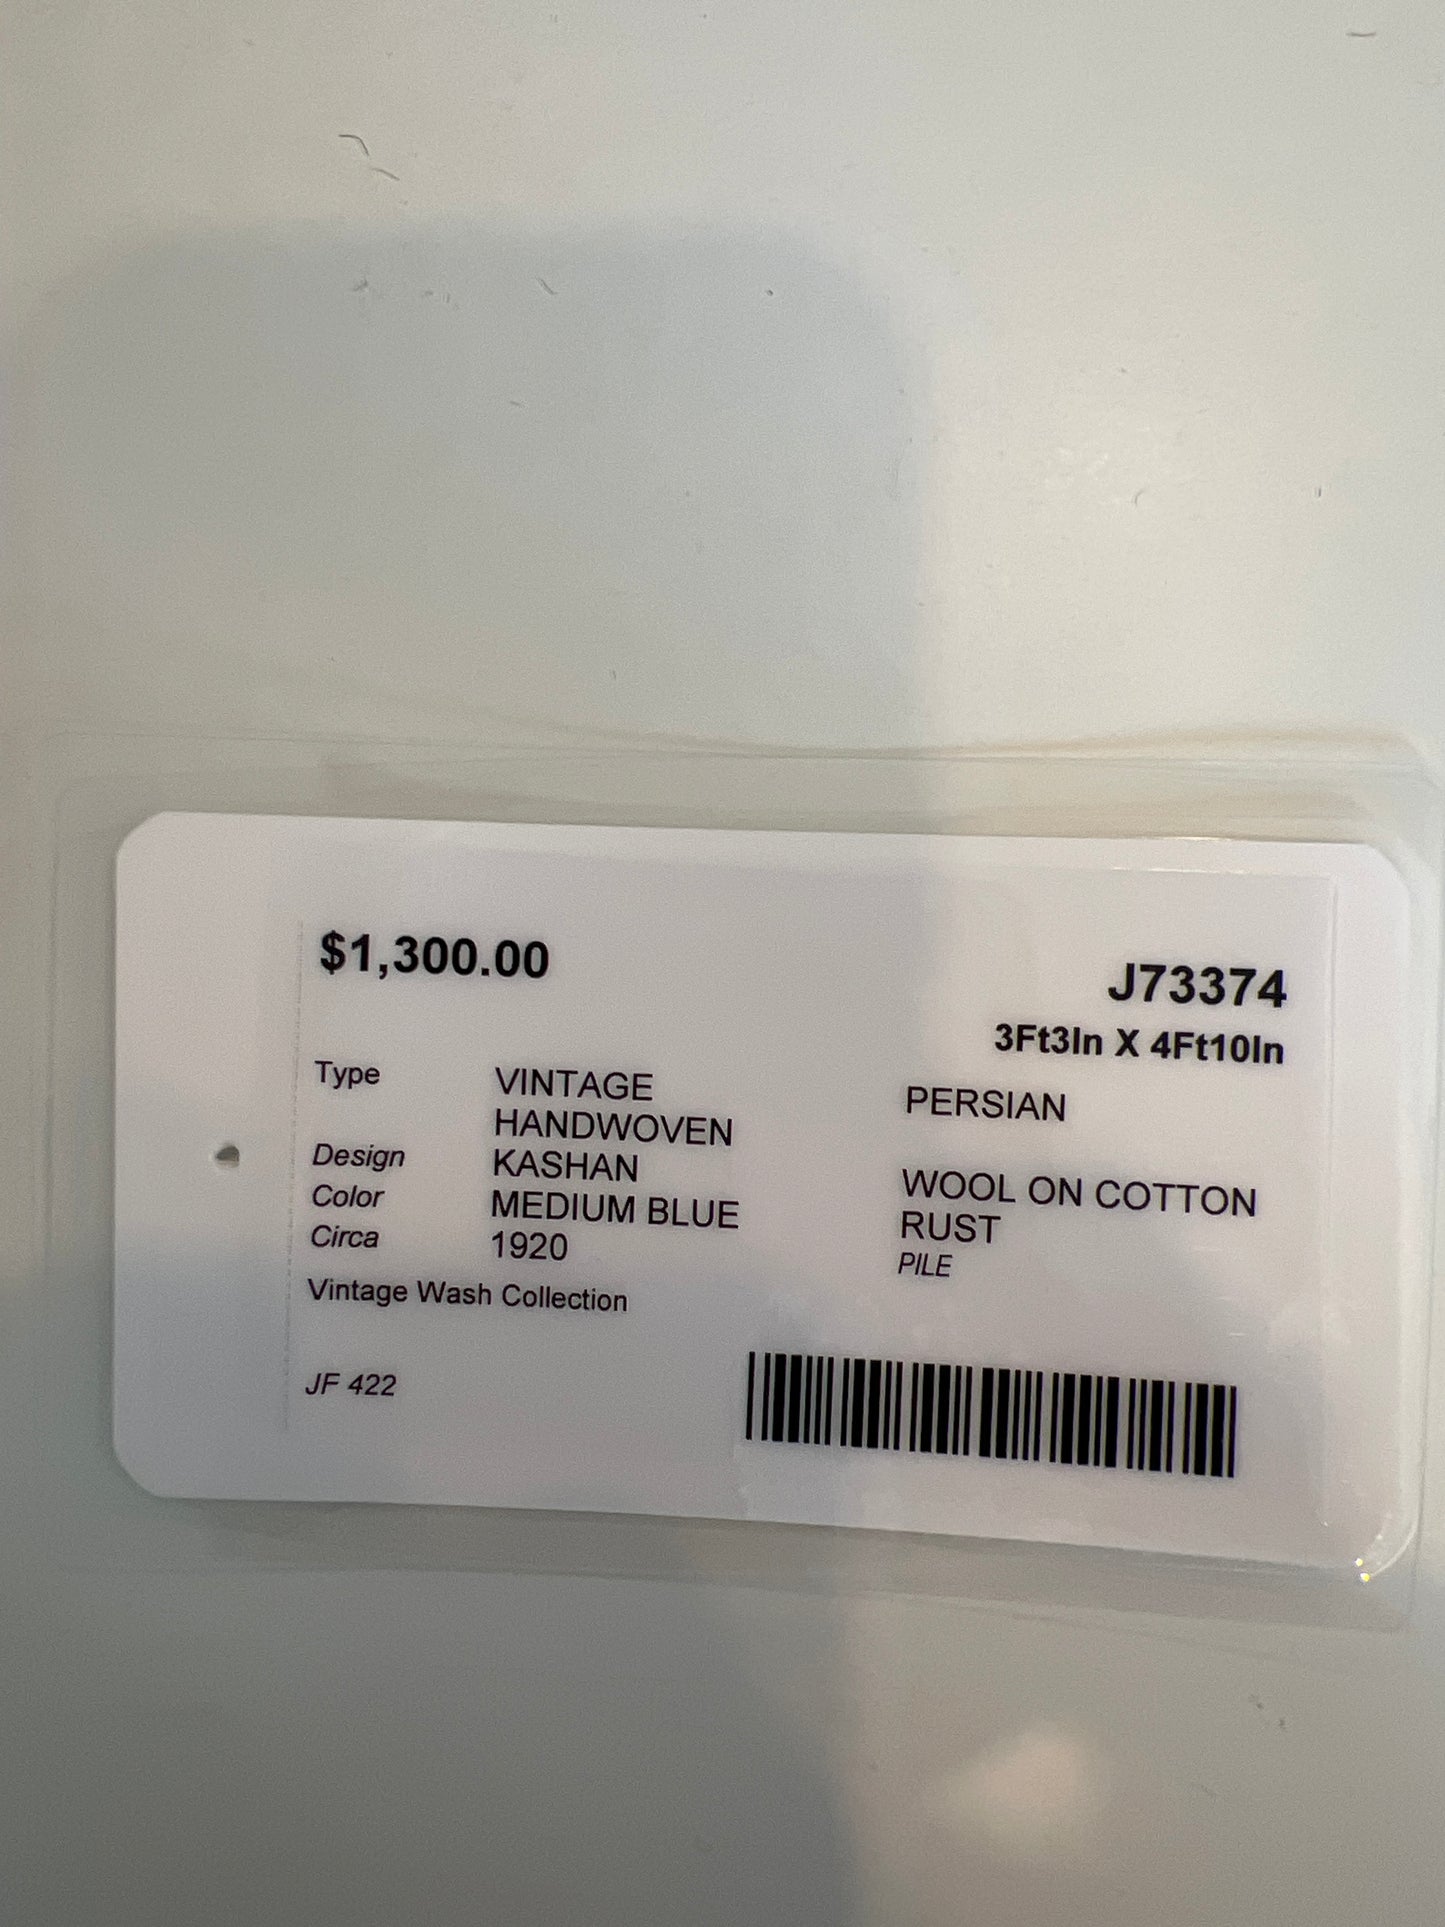 $1,300.00
J73374
3Ft3In X 4Ft10In
Type VINTAGE HANDWOVEN PERSIAN
Design KASHAN WOOL ON COTTON
Color MEDIUM BLUE RUST
Circa 1920 PILE
Vintage Wash Collection
JF 422